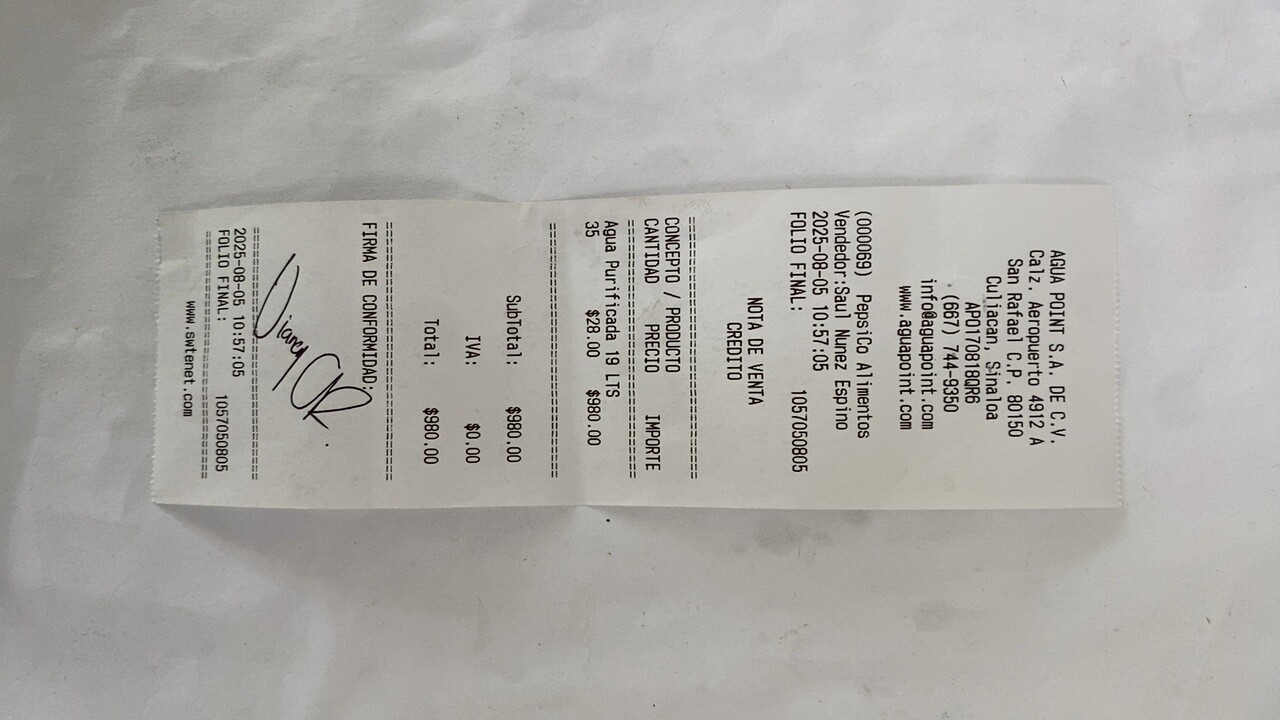 AGUA POINT S.A. DE C.V.
Calz. Aeropuerto 4912 A
San Rafael C.P. 80150
Culiacan, Sinaloa
APO170818QR6
(667) 744-9350
info@aguapoint.com
www.aguapoint.com
(000069) PepsiCo Alimentos
Vendedor:Saul Nunez Espino
2025-08-05 10:57:05
FOLIO FINAL: 1057050805
NOTA DE VENTA
CREDITO
==============================
CONCEPTO / PRODUCTO
CANTIDAD PRECIO IMPORTE
==============================
Agua Purificada 19 LTS
35 $28.00 $980.00
==============================
SubTotal: $980.00
IVA: $0.00
Total: $980.00
==============================
FIRMA DE CONFORMIDAD:
==============================
2025-08-05 10:57:05
FOLIO FINAL: 1057050805
==============================
www.swtenet.com